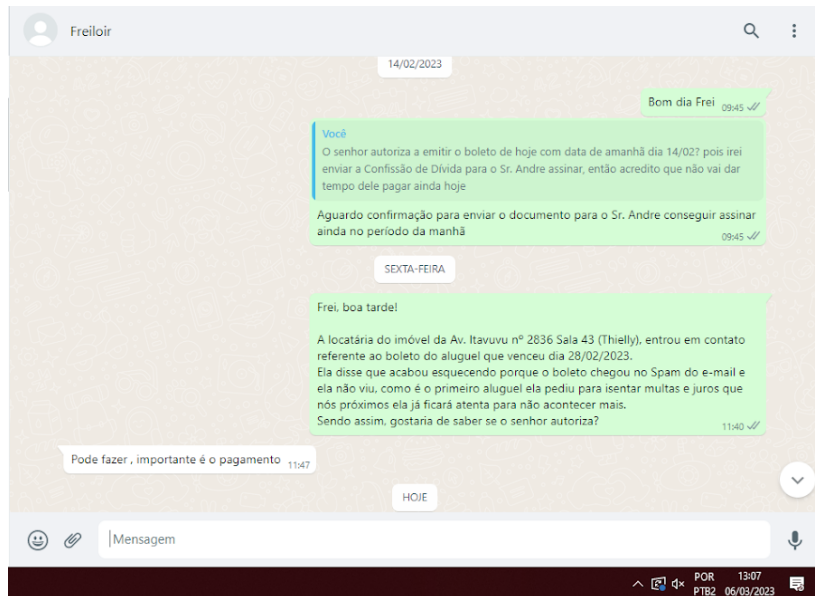 Freiloir
14/02/2023
Bom dia Frei 09:45
Você
O senhor autoriza a emitir o boleto de hoje com data de amanhã dia 14/02? pois irei
enviar a Confissão de Dívida para o Sr. Andre assinar, então acredito que não vai dar
tempo dele pagar ainda hoje
Aguardo confirmação para enviar o documento para o Sr. Andre conseguir assinar
ainda no período da manhã
09:45
SEXTA-FEIRA
Frei, boa tarde!
A locatária do imóvel da Av. Itavuvu nº 2836 Sala 43 (Thielly), entrou em contato
referente ao boleto do aluguel que venceu dia 28/02/2023.
Ela disse que acabou esquecendo porque o boleto chegou no Spam do e-mail e
ela não viu, como é o primeiro aluguel ela pediu para isentar multas e juros que
nós próximos ela já ficará atenta para não acontecer mais.
Sendo assim, gostaria de saber se o senhor autoriza?
11:40
Pode fazer , importante é o pagamento 11:47
HOJE
Mensagem
POR 13:07
PTB2 06/03/2023